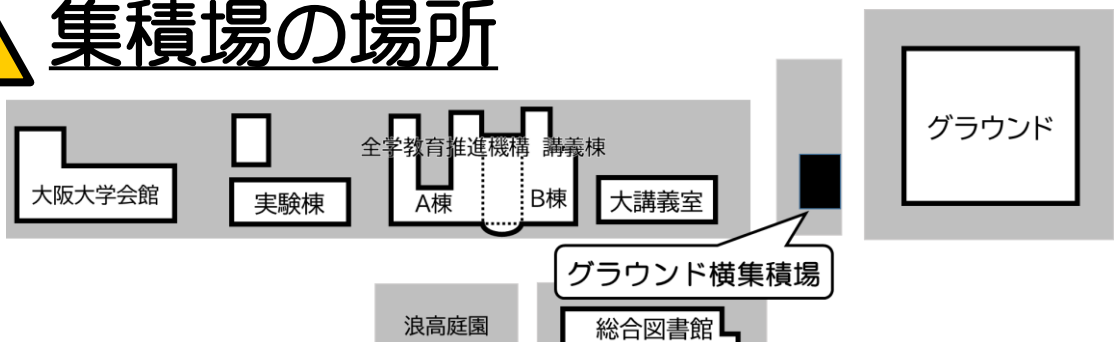 集積場の場所
グラウンド
全学教育推進機構 講義棟
大阪大学会館
実験棟
A棟
B棟
大講義室
グラウンド横集積場
浪高庭園
総合図書館